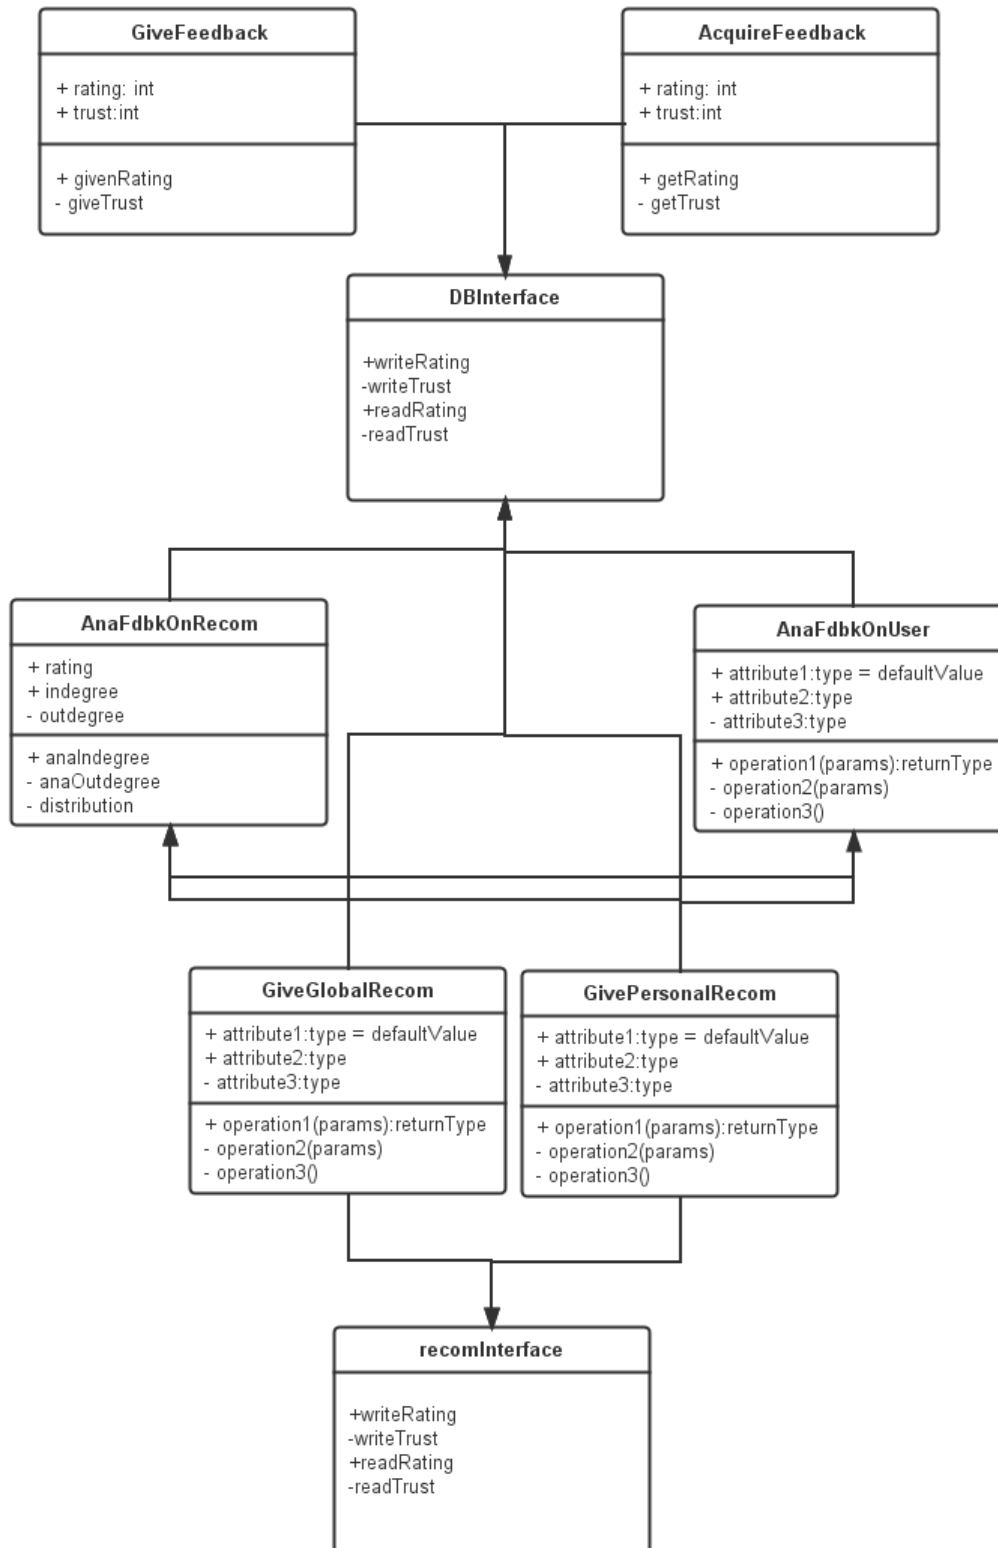 GiveFeedback
+ rating: int
+ trust:int
+ givenRating
- giveTrust
AcquireFeedback
+ rating: int
+ trust:int
+ getRating
- getTrust
DBInterface
+writeRating
-writeTrust
+readRating
-readTrust
AnaFdbkOnRecom
+ rating
+ indegree
- outdegree
+ anaIndegree
- anaOutdegree
- distribution
AnaFdbkOnUser
+ attribute1:type = defaultValue
+ attribute2:type
- attribute3:type
+ operation1(params):returnType
- operation2(params)
- operation3()
GiveGlobalRecom
+ attribute1:type = defaultValue
+ attribute2:type
- attribute3:type
+ operation1(params):returnType
- operation2(params)
- operation3()
GivePersonalRecom
+ attribute1:type = defaultValue
+ attribute2:type
- attribute3:type
+ operation1(params):returnType
- operation2(params)
- operation3()
recomInterface
+writeRating
-writeTrust
+readRating
-readTrust